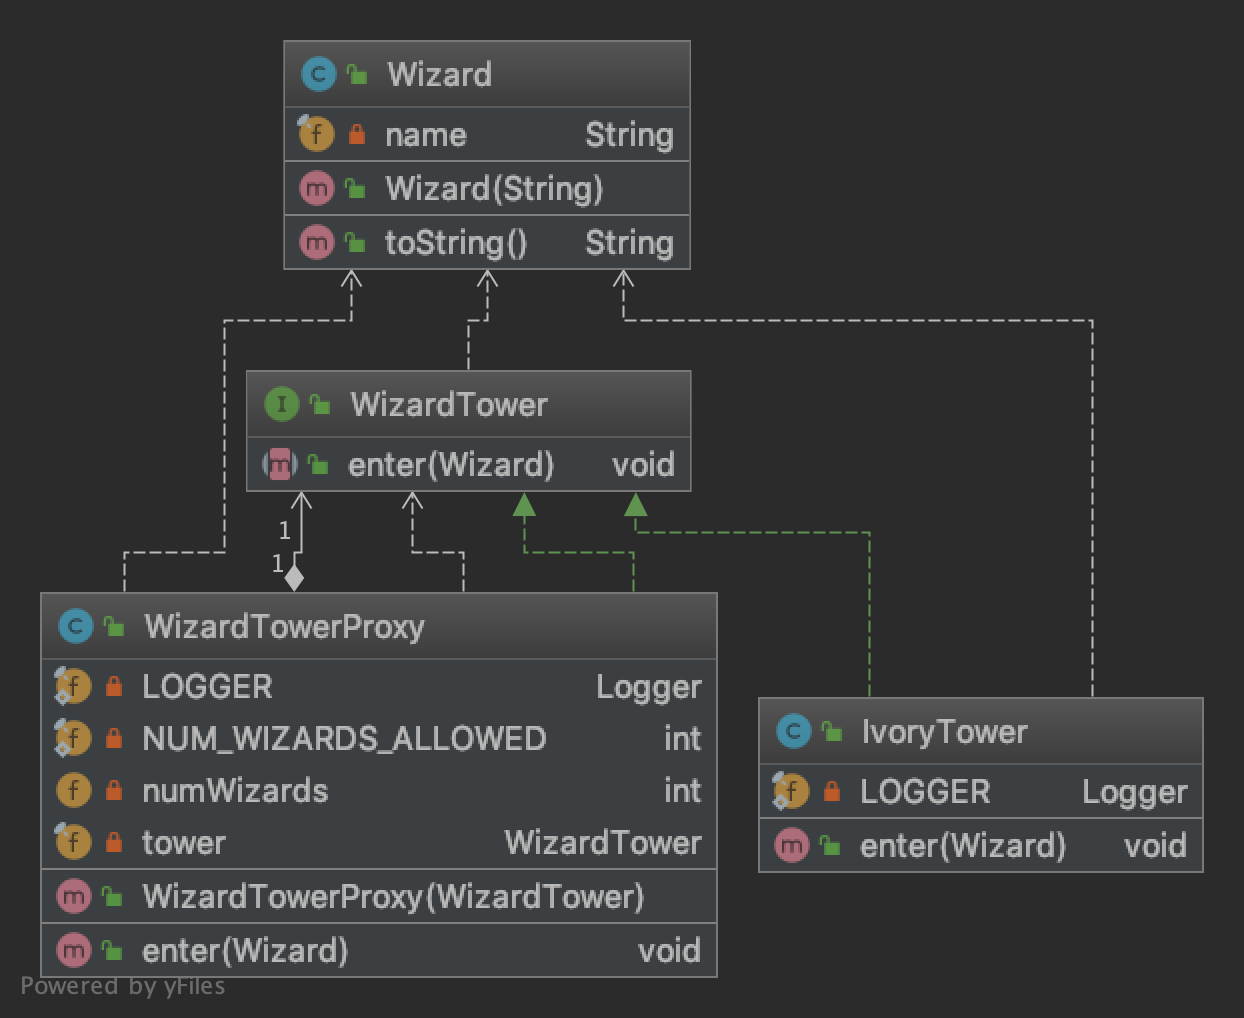 C Wizard
f name String
m Wizard(String)
m toString() String
I WizardTower
m enter(Wizard) void
1
1
C WizardTowerProxy
f LOGGER Logger
f NUM_WIZARDS_ALLOWED int
f numWizards int
f tower WizardTower
m WizardTowerProxy(WizardTower)
m enter(Wizard) void
C IvoryTower
f LOGGER Logger
m enter(Wizard) void
Powered by yFiles